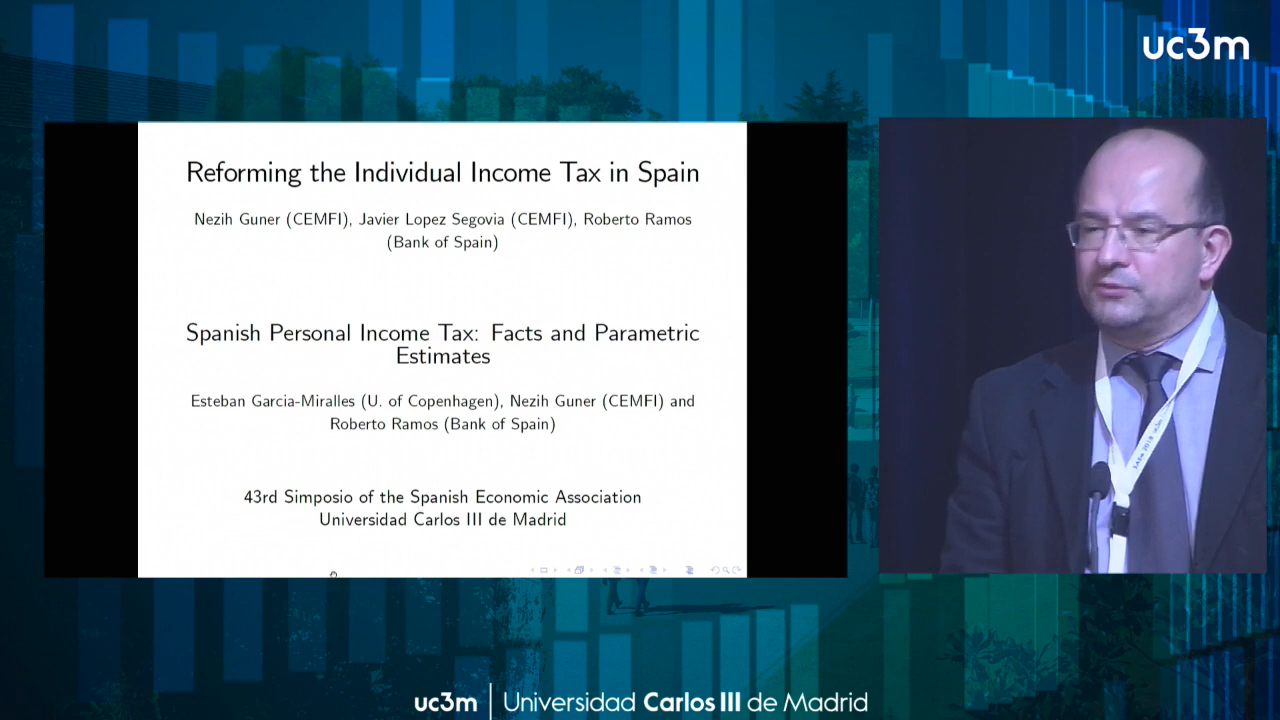 uc3m
Reforming the Individual Income Tax in Spain
Nezih Guner (CEMFI), Javier Lopez Segovia (CEMFI), Roberto Ramos
(Bank of Spain)
Spanish Personal Income Tax: Facts and Parametric
Estimates
Esteban Garcia-Miralles (U. of Copenhagen), Nezih Guner (CEMFI) and
Roberto Ramos (Bank of Spain)
43rd Simposio of the Spanish Economic Association
Universidad Carlos III de Madrid
uc3m | Universidad Carlos III de Madrid